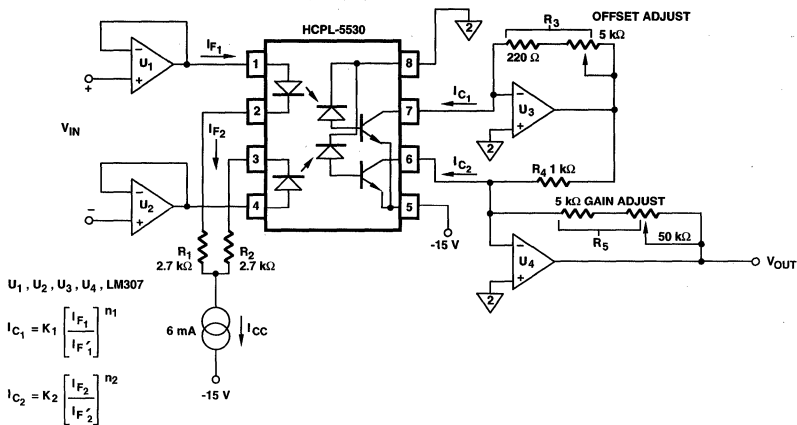 HCPL-5530
OFFSET ADJUST
R3
5 kΩ
220 Ω
2
IF1
U1
+
−
+
1
8
VIN
2
7
IC1
−
+
U3
2
IF2
3
6
IC2
R4 1 kΩ
−
+
U2
−
4
5
-15 V
5 kΩ GAIN ADJUST
R5
50 kΩ
R1
2.7 kΩ
R2
2.7 kΩ
−
+
U4
2
VOUT
U1 , U2 , U3 , U4 , LM307
IC1 = K1 [IF1 / IF'1] n1
6 mA
ICC
-15 V
IC2 = K2 [IF2 / IF'2] n2